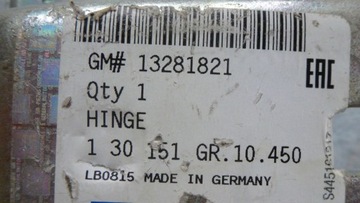 GM# 13281821
EAC
Qty 1
HINGE
1 30 151 GR.10.450
LB0815 MADE IN GERMANY